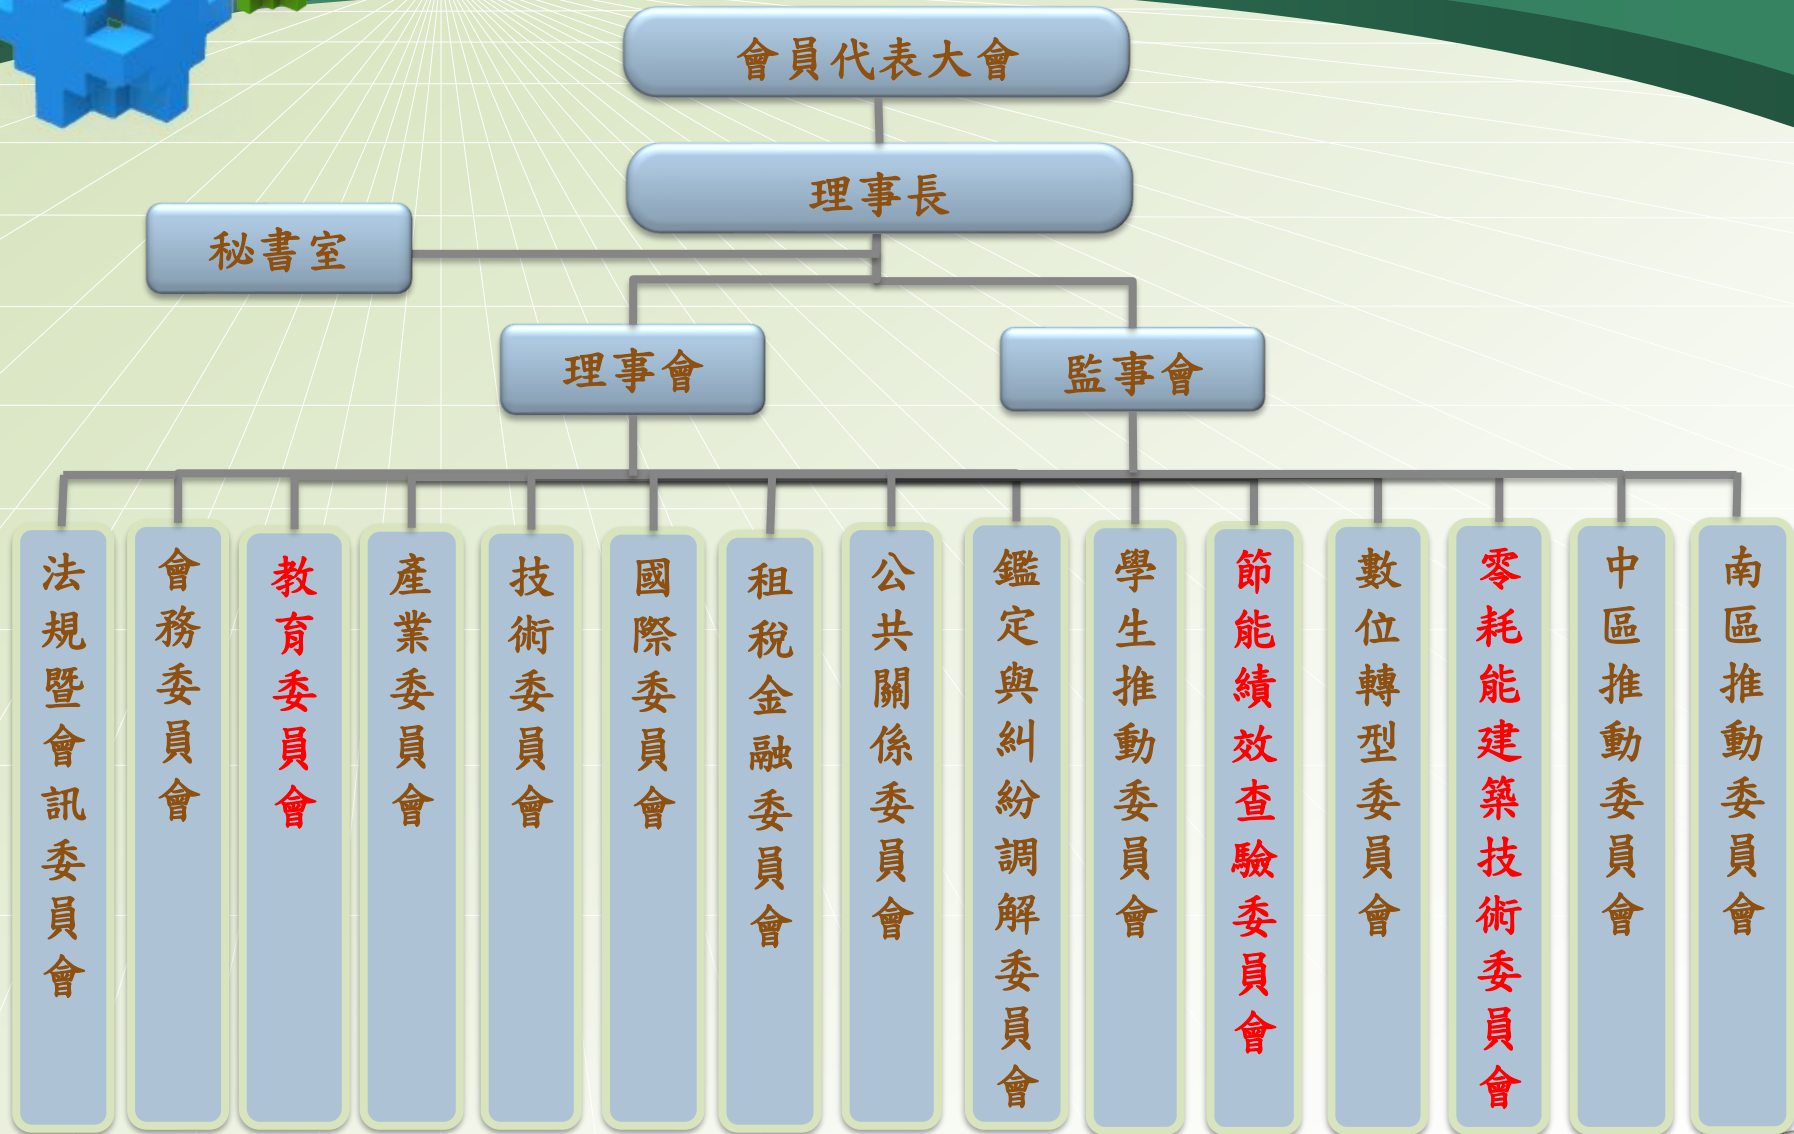 會員代表大會
理事長
秘書室
理事會
監事會
法規暨會訊委員會
會務委員會
教育委員會
產業委員會
技術委員會
國際委員會
租稅金融委員會
公共關係委員會
鑑定與糾紛調解委員會
學生推動委員會
節能績效查驗委員會
數位轉型委員會
零耗能建築技術委員會
中區推動委員會
南區推動委員會